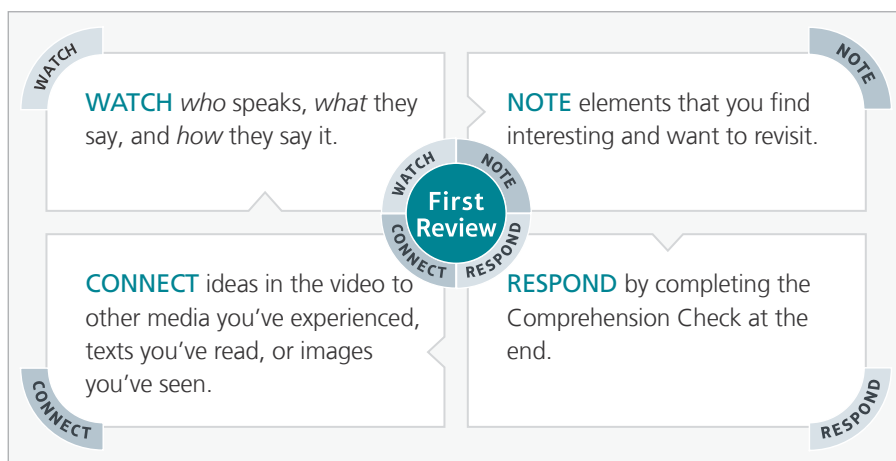 WATCH
WATCH who speaks, what they
say, and how they say it.
NOTE
NOTE elements that you find
interesting and want to revisit.
WATCH
NOTE
First
Review
CONNECT
RESPOND
CONNECT ideas in the video to
other media you've experienced,
texts you've read, or images
you've seen.
CONNECT
RESPOND by completing the
Comprehension Check at the
end.
RESPOND